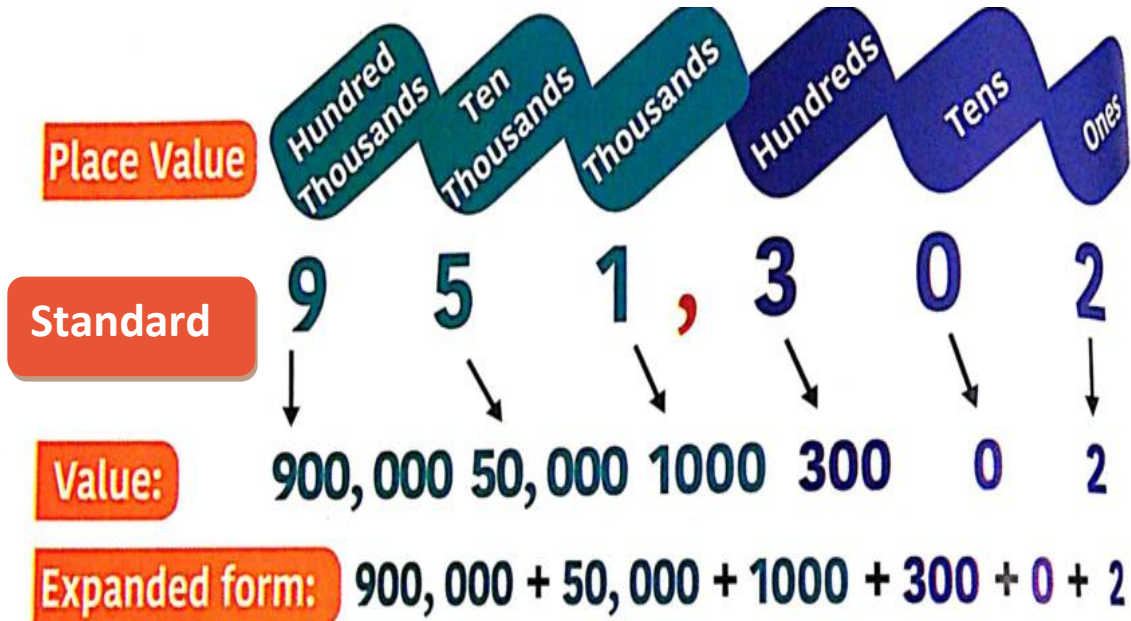 Place Value Hundred Thousands Ten Thousands Thousands Hundreds Tens Ones
Standard 9 5 1 , 3 0 2
Value: 900,000 50,000 1000 300 0 2
Expanded form: 900,000 + 50,000 + 1000 + 300 + 0 + 2